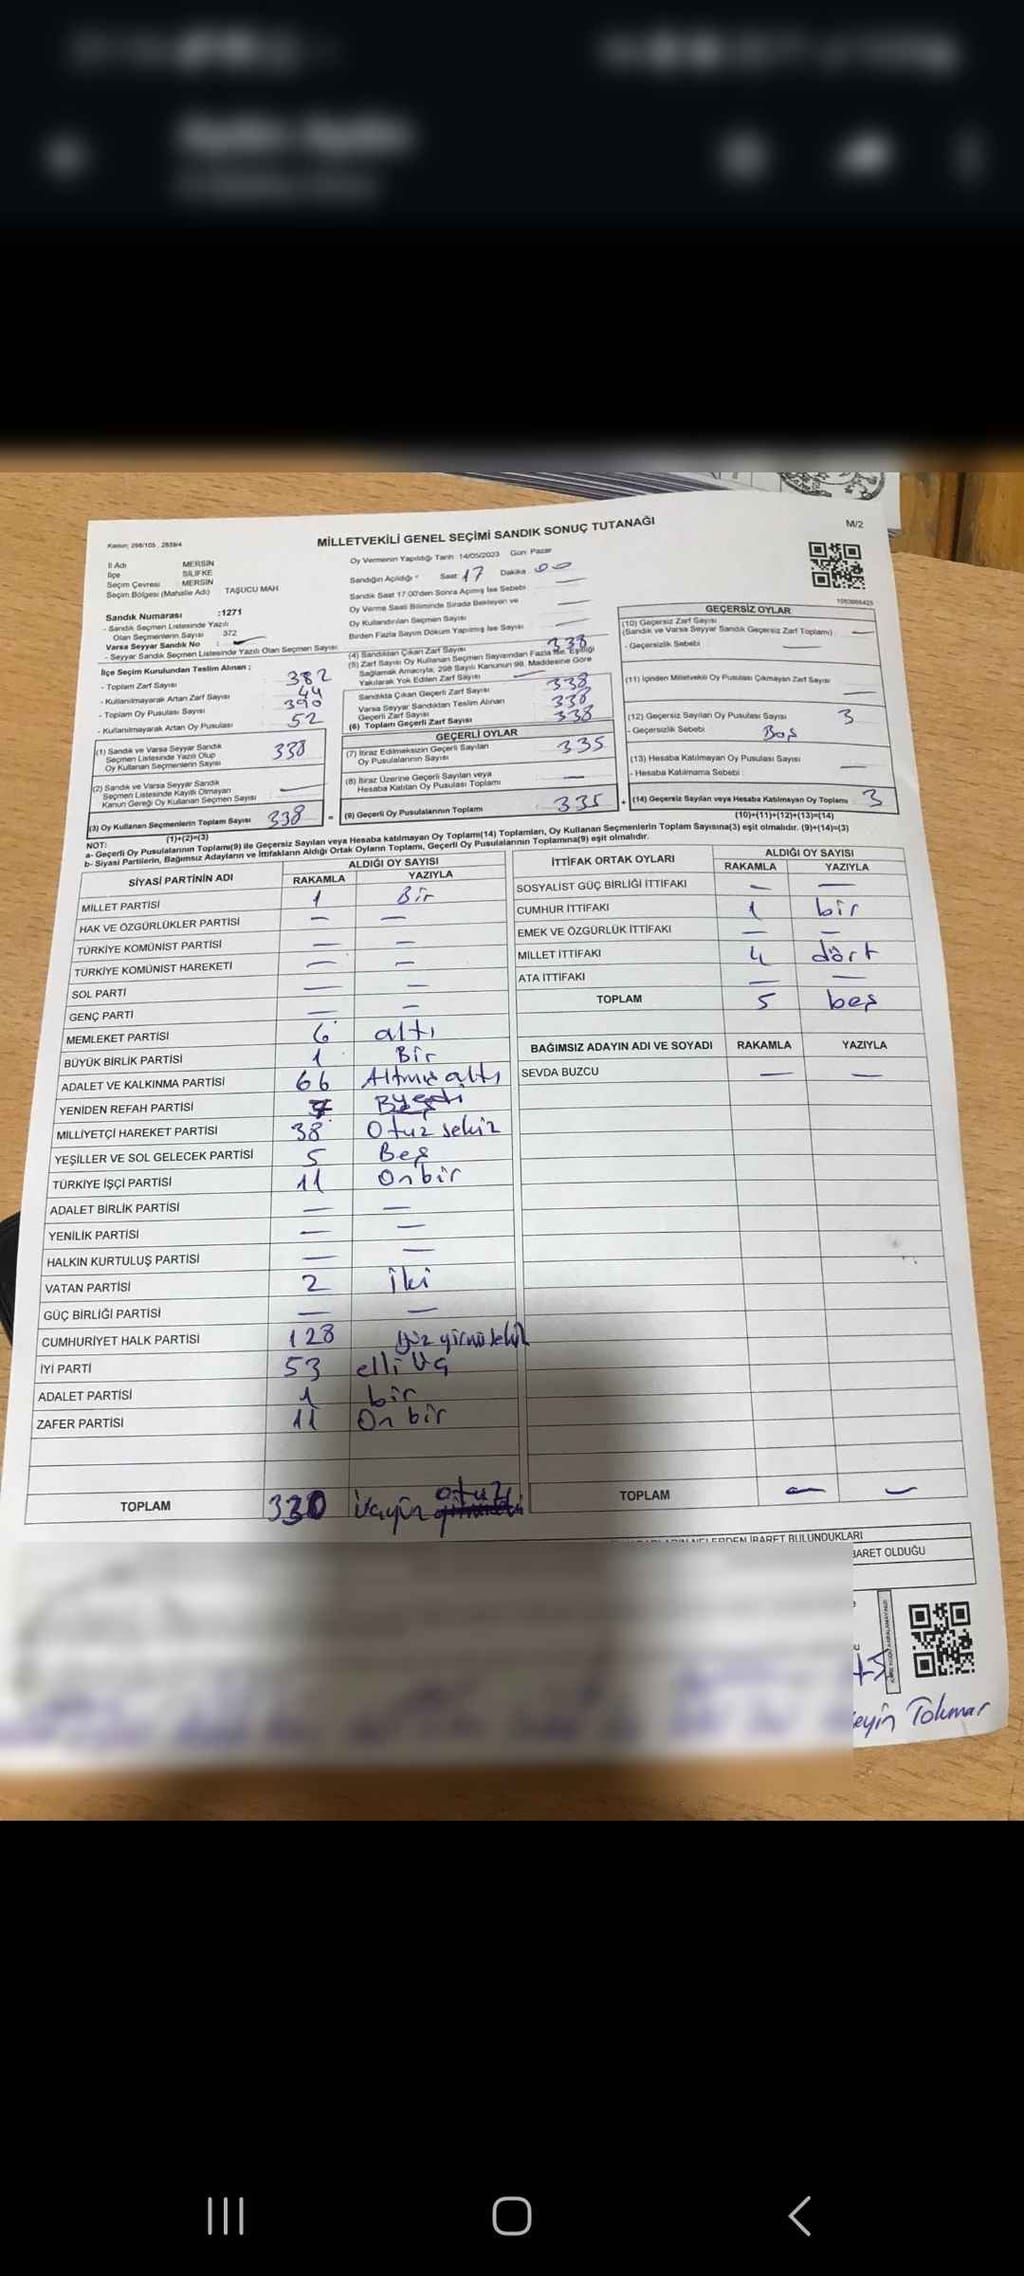 Kanun: 298/105 , 2839/4
MİLLETVEKİLİ GENEL SEÇİMİ SANDIK SONUÇ TUTANAĞI
M/2
İl Adı MERSİN
İlçe SİLİFKE
Seçim Çevresi MERSİN
Seçim Bölgesi (Mahalle Adı) TAŞUCU MAH.
Sandık Numarası :1271
- Sandık Seçmen Listesinde Yazılı
Olan Seçmenlerin Sayısı 372
Varsa Seyyar Sandık No :
- Seyyar Sandık Seçmen Listesinde Yazılı Olan Seçmen Sayısı
Oy Vermenin Yapıldığı Tarih :14/05/2023 Gün: Pazar
Sandığın Açıldığı Saat 17 Dakika 00
Sandık Saat 17.00'den Sonra Açılmış İse Sebebi
Oy Verme Saati Bitiminde Sırada Bekleyen ve
Oy Kullandırılan Seçmen Sayısı
Birden Fazla Sayım Döküm Yapılmış İse Sayısı
İlçe Seçim Kurulundan Teslim Alınan :
- Toplam Zarf Sayısı 382
- Kullanılmayarak Artan Zarf Sayısı 44
- Toplam Oy Pusulası Sayısı 390
- Kullanılmayarak Artan Oy Pusulası 52
(1) Sandık ve Varsa Seyyar Sandık
Seçmen Listesinde Yazılı Olup
Oy Kullanan Seçmenlerin Sayısı 338
(2) Sandık ve Varsa Seyyar Sandık
Seçmen Listesinde Kayıtlı Olmayan
Kanun Gereği Oy Kullanan Seçmen Sayısı
(3) Oy Kullanan Seçmenlerin Toplam Sayısı 338
(1)+(2)=(3)
(4) Sandıktan Çıkan Zarf Sayısı 338
(5) Zarf Sayısı Oy Kullanan Seçmen Sayısından Fazla İse, Eşitliği
Sağlamak Amacıyla, 298 Sayılı Kanunun 98. Maddesine Göre
Yakılarak Yok Edilen Zarf Sayısı
Sandıkta Çıkan Geçerli Zarf Sayısı 338
Varsa Seyyar Sandıktan Teslim Alınan
Geçerli Zarf Sayısı 338
(6) Toplam Geçerli Zarf Sayısı 338
GEÇERLİ OYLAR
(7) İtiraz Edilmeksizin Geçerli Sayılan
Oy Pusulalarının Sayısı 335
(8) İtiraz Üzerine Geçerli Sayılan veya
Hesaba Katılan Oy Pusulası Toplamı
(9) Geçerli Oy Pusulalarının Toplamı 335
GEÇERSİZ OYLAR
(10) Geçersiz Zarf Sayısı
(Sandık ve Varsa Seyyar Sandık Geçersiz Zarf Toplamı)
- Geçersizlik Sebebi
(11) İçinden Milletvekili Oy Pusulası Çıkmayan Zarf Sayısı
(12) Geçersiz Sayılan Oy Pusulası Sayısı 3
- Geçersizlik Sebebi Boş
(13) Hesaba Katılmayan Oy Pusulası Sayısı
- Hesaba Katılmama Sebebi :
(14) Geçersiz Sayılan veya Hesaba Katılmayan Oy Toplamı 3
(10)+(11)+(12)+(13)=(14)
NOT:
a- Geçerli Oy Pusulalarının Toplam(9) ile Geçersiz Sayılan veya Hesaba katılmayan Oy Toplamı(14) Toplamları, Oy Kullanan Seçmenlerin Toplam Sayısına(3) eşit olmalıdır. (9)+(14)=(3)
b- Siyasi Partilerin, Bağımsız Adayların ve İttifakların Aldığı Ortak Oyların Toplamı, Geçerli Oy Pusulalarının Toplamına(9) eşit olmalıdır.
SİYASİ PARTİNİN ADI ALDIĞI OY SAYISI
RAKAMLA YAZIYLA
MİLLET PARTİSİ 1 Bir
HAK VE ÖZGÜRLÜKLER PARTİSİ — —
TÜRKİYE KOMÜNİST PARTİSİ — —
TÜRKİYE KOMÜNİST HAREKETİ — —
SOL PARTİ — —
GENÇ PARTİ — —
MEMLEKET PARTİSİ 6 altı
BÜYÜK BİRLİK PARTİSİ 1 Bir
ADALET VE KALKINMA PARTİSİ 66 Altmış altı
YENİDEN REFAH PARTİSİ 7
MİLLİYETÇİ HAREKET PARTİSİ 38 Otuz sekiz
YEŞİLLER VE SOL GELECEK PARTİSİ 5 Beş
TÜRKİYE İŞÇİ PARTİSİ 11 Onbir
ADALET BİRLİK PARTİSİ — —
YENİLİK PARTİSİ — —
HALKIN KURTULUŞ PARTİSİ — —
VATAN PARTİSİ 2 İki
GÜÇ BİRLİĞİ PARTİSİ — —
CUMHURİYET HALK PARTİSİ 128 yüz yirmi sekiz
İYİ PARTİ 53 elli üç
ADALET PARTİSİ 1 bir
ZAFER PARTİSİ 11 On bir
TOPLAM 330 üçyüz otuz
İTTİFAK ORTAK OYLARI ALDIĞI OY SAYISI
RAKAMLA YAZIYLA
SOSYALİST GÜÇ BİRLİĞİ İTTİFAKI — —
CUMHUR İTTİFAKI 1 bir
EMEK VE ÖZGÜRLÜK İTTİFAKI — —
MİLLET İTTİFAKI 4 dört
ATA İTTİFAKI — —
TOPLAM 5 beş
BAĞIMSIZ ADAYIN ADI VE SOYADI RAKAMLA YAZIYLA
SEVDA BUZCU — —
TOPLAM — —
NELERDEN İBARET BULUNDUKLARI
BARET OLDUĞU
eyin Tokmar